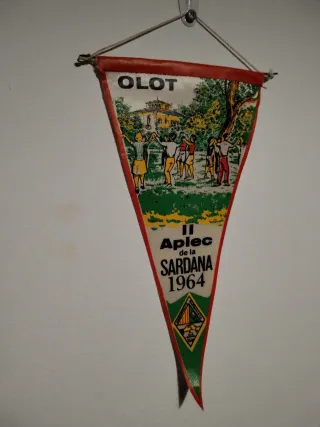 OLOT
II
Aplec
de la
SARDANA
1964